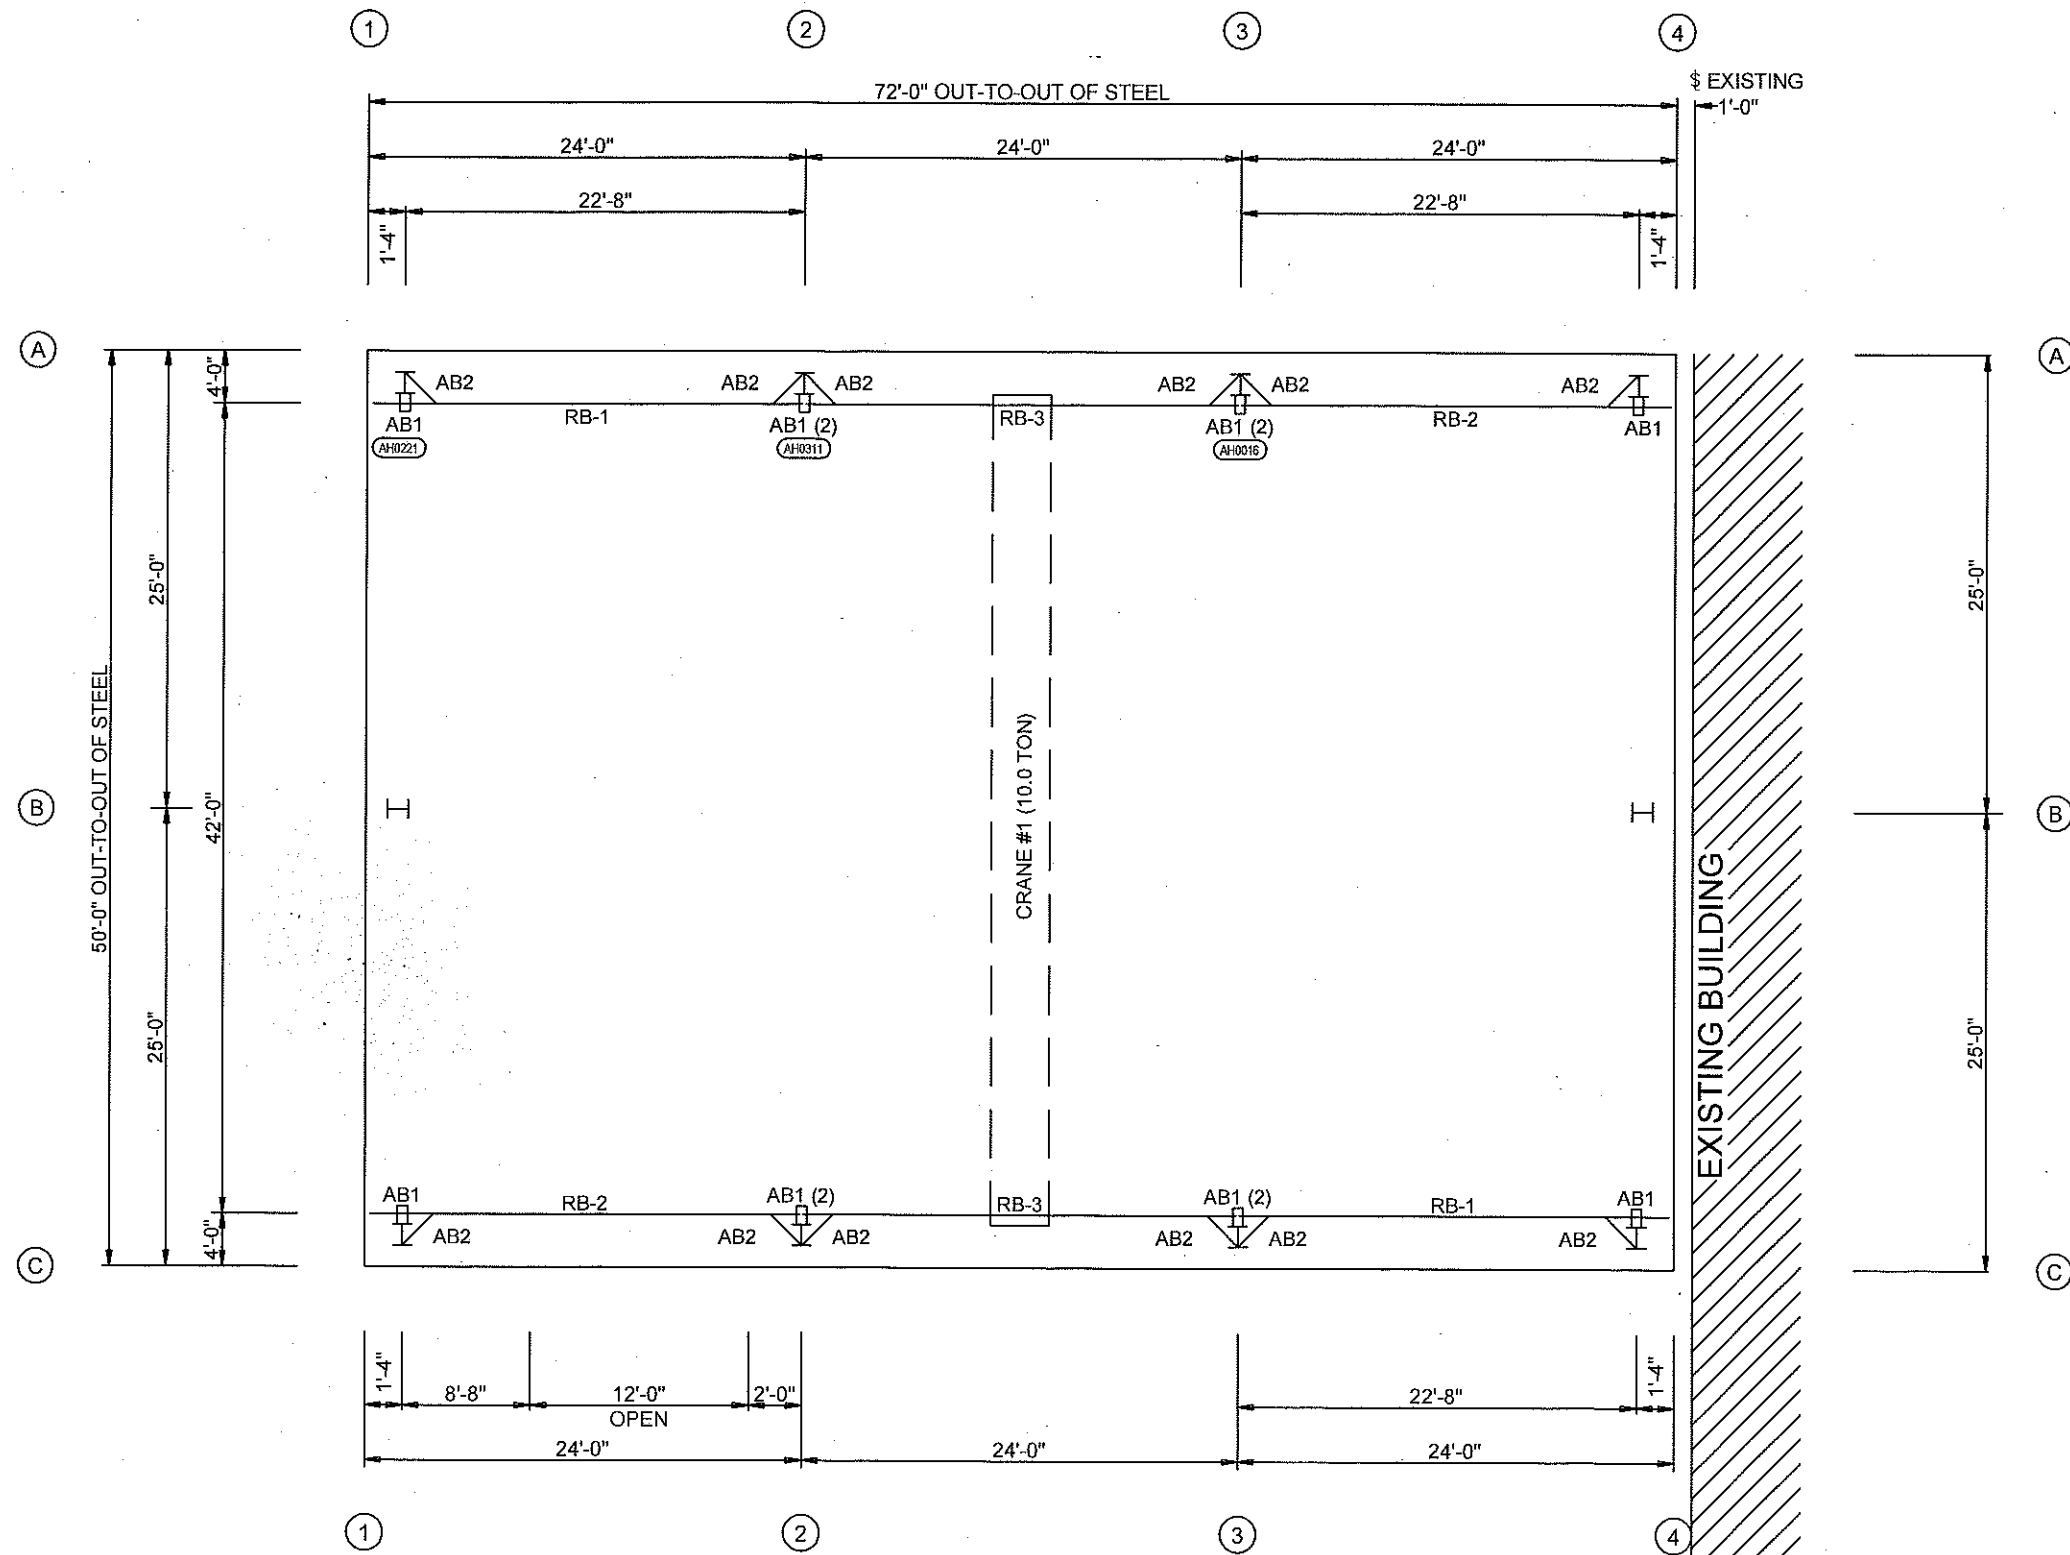 1 2 3 4
72'-0" OUT-TO-OUT OF STEEL
EXISTING
1'-0"
24'-0" 24'-0" 24'-0"
22'-8" 22'-8"
1'-4" 1'-4"
A A
4'-0"
AB2 AB2 AB2 AB2 AB2 AB2
RB-1 RB-3 RB-2
AB1 AB1 (2) AB1 (2) AB1
AH0221 AH0311 AH0016
25'-0" 25'-0"
50'-0" OUT-TO-OUT OF STEEL
42'-0"
CRANE #1 (10.0 TON)
B B
EXISTING BUILDING
25'-0" 25'-0"
AB1 AB1 (2) AB1 (2) AB1
RB-2 RB-3 RB-1
AB2 AB2 AB2 AB2 AB2 AB2
4'-0"
C C
1'-4" 8'-8" 12'-0" 2'-0" 22'-8" 1'-4"
OPEN
24'-0" 24'-0" 24'-0"
1 2 3 4